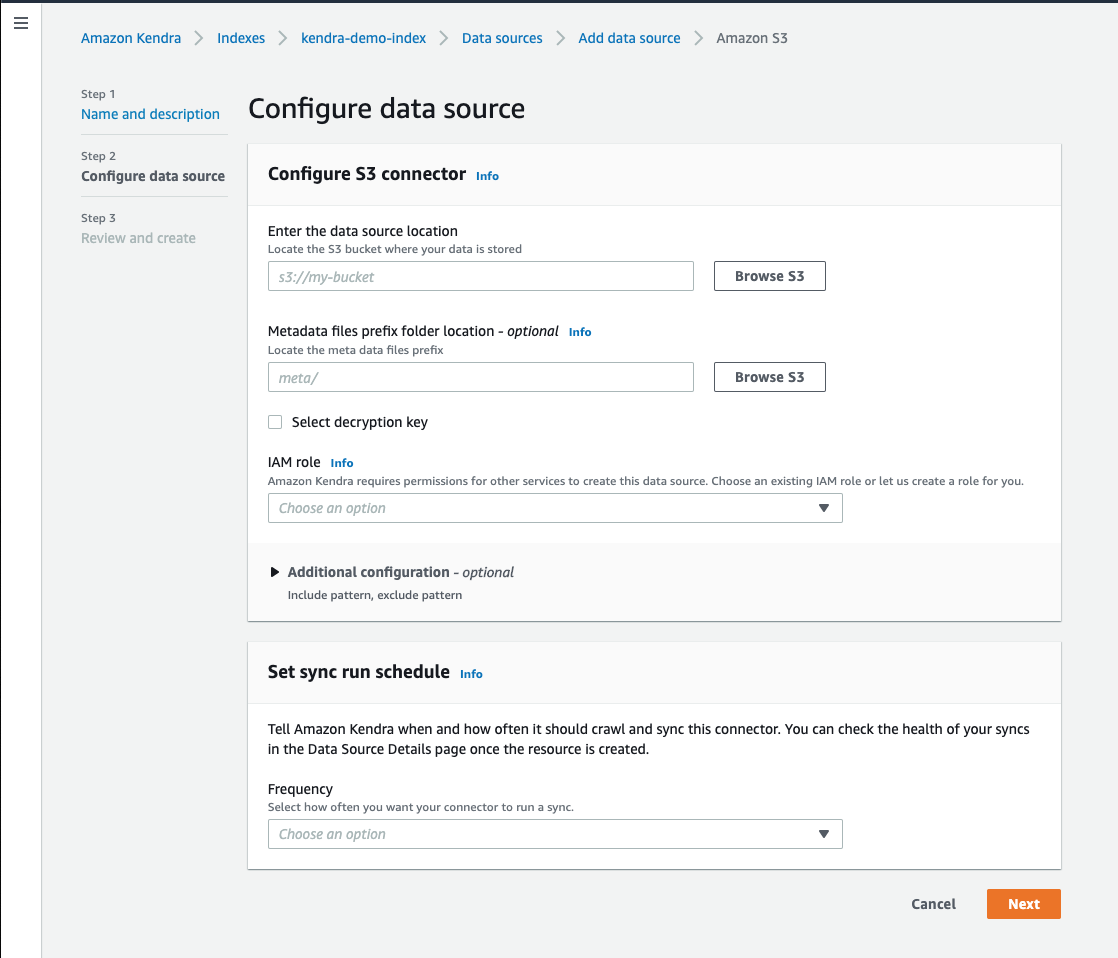 Amazon Kendra > Indexes > kendra-demo-index > Data sources > Add data source > Amazon S3
Step 1
Name and description
Step 2
Configure data source
Step 3
Review and create
Configure data source
Configure S3 connector Info
Enter the data source location
Locate the S3 bucket where your data is stored
s3://my-bucket Browse S3
Metadata files prefix folder location - optional Info
Locate the meta data files prefix
meta/ Browse S3
Select decryption key
IAM role Info
Amazon Kendra requires permissions for other services to create this data source. Choose an existing IAM role or let us create a role for you.
Choose an option
Additional configuration - optional
Include pattern, exclude pattern
Set sync run schedule Info
Tell Amazon Kendra when and how often it should crawl and sync this connector. You can check the health of your syncs
in the Data Source Details page once the resource is created.
Frequency
Select how often you want your connector to run a sync.
Choose an option
Cancel Next